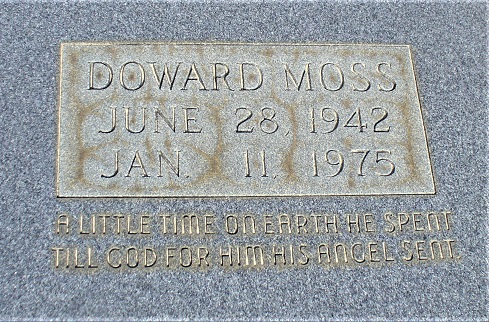 DOWARD MOSS
JUNE 28, 1942
JAN. 11, 1975
A LITTLE TIME ON EARTH HE SPENT
TILL GOD FOR HIM HIS ANGEL SENT.